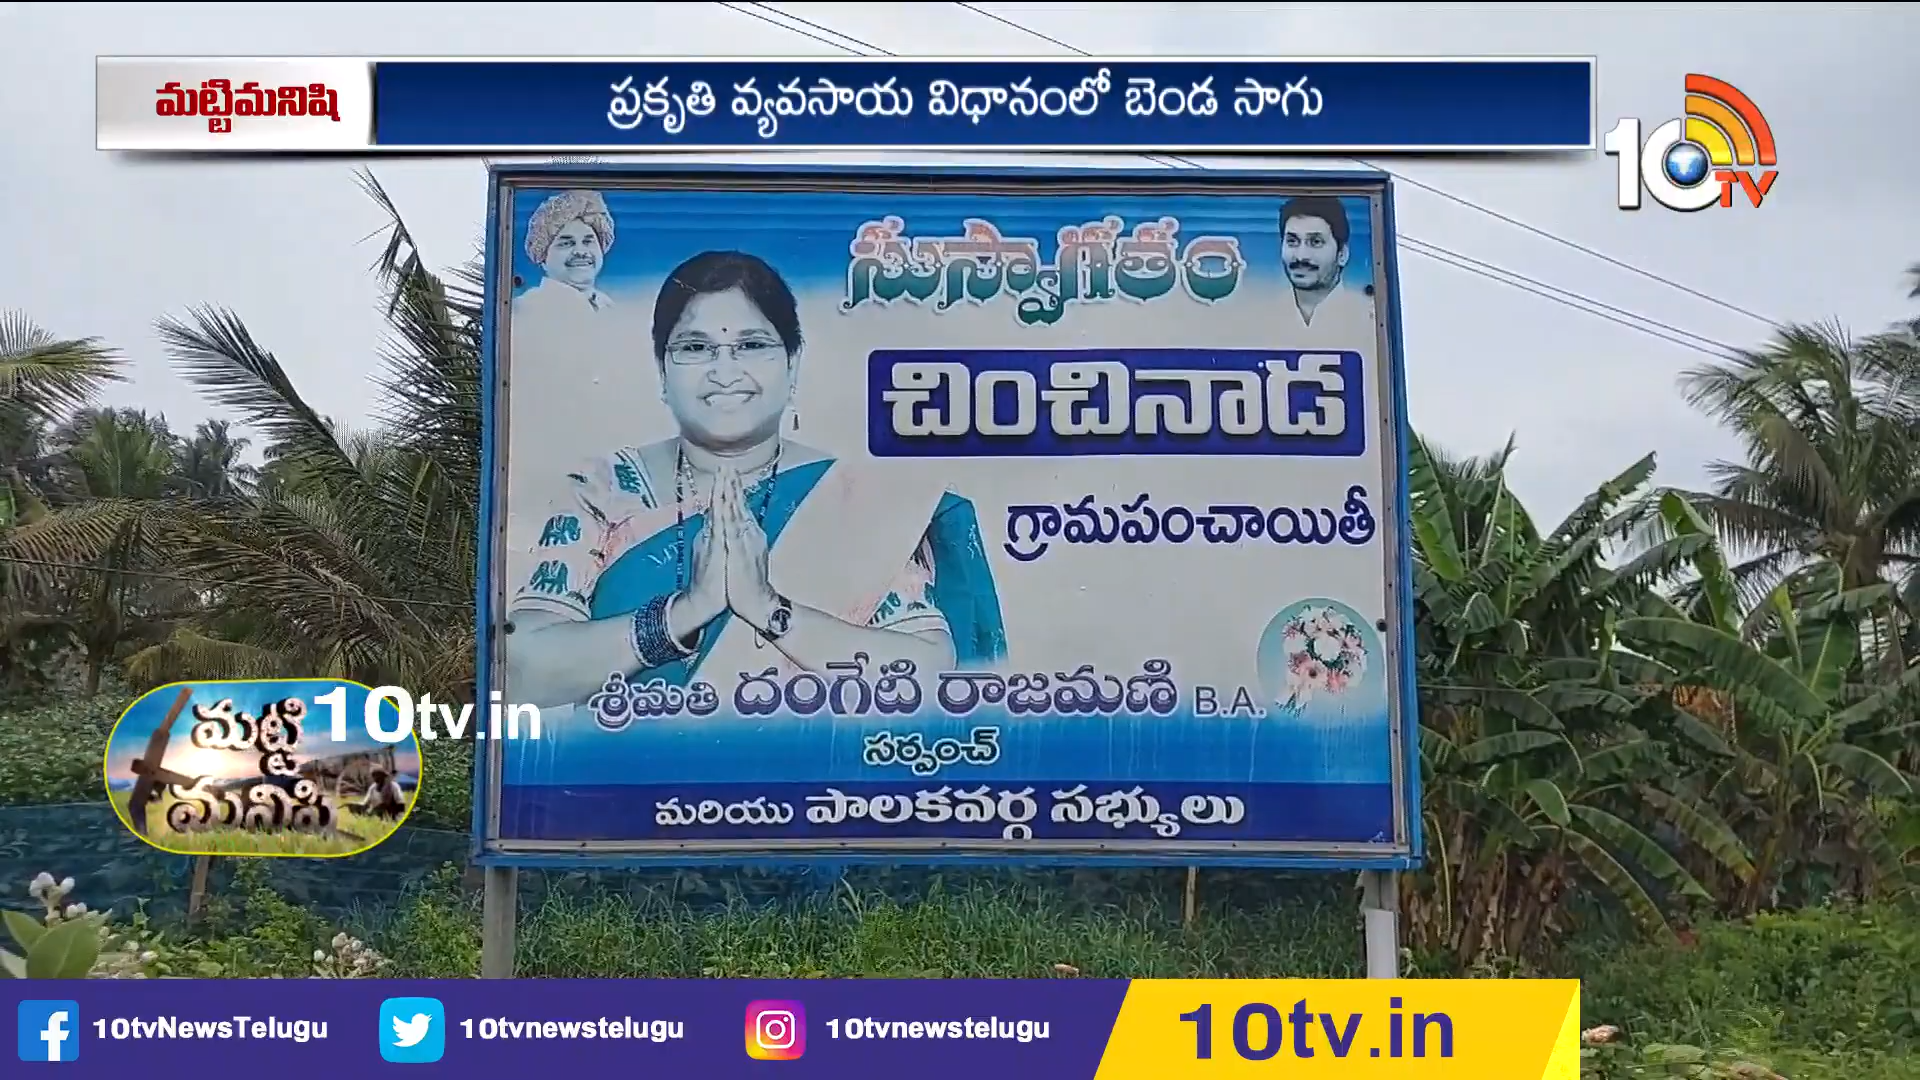 మట్టిమనిషి
ప్రకృతి వ్యవసాయ విధానంలో బెండ సాగు
10TV
సుస్వాగతం
చించినాడ
గ్రామపంచాయితీ
శ్రీమతి దంగేటి రాజమణి B.A.
సర్పంచ్
మరియు పాలకవర్గ సభ్యులు
మట్టి
మనిషి
10tv.in
10tvNewsTelugu
10tvnewstelugu
10tvnewstelugu
10tv.in